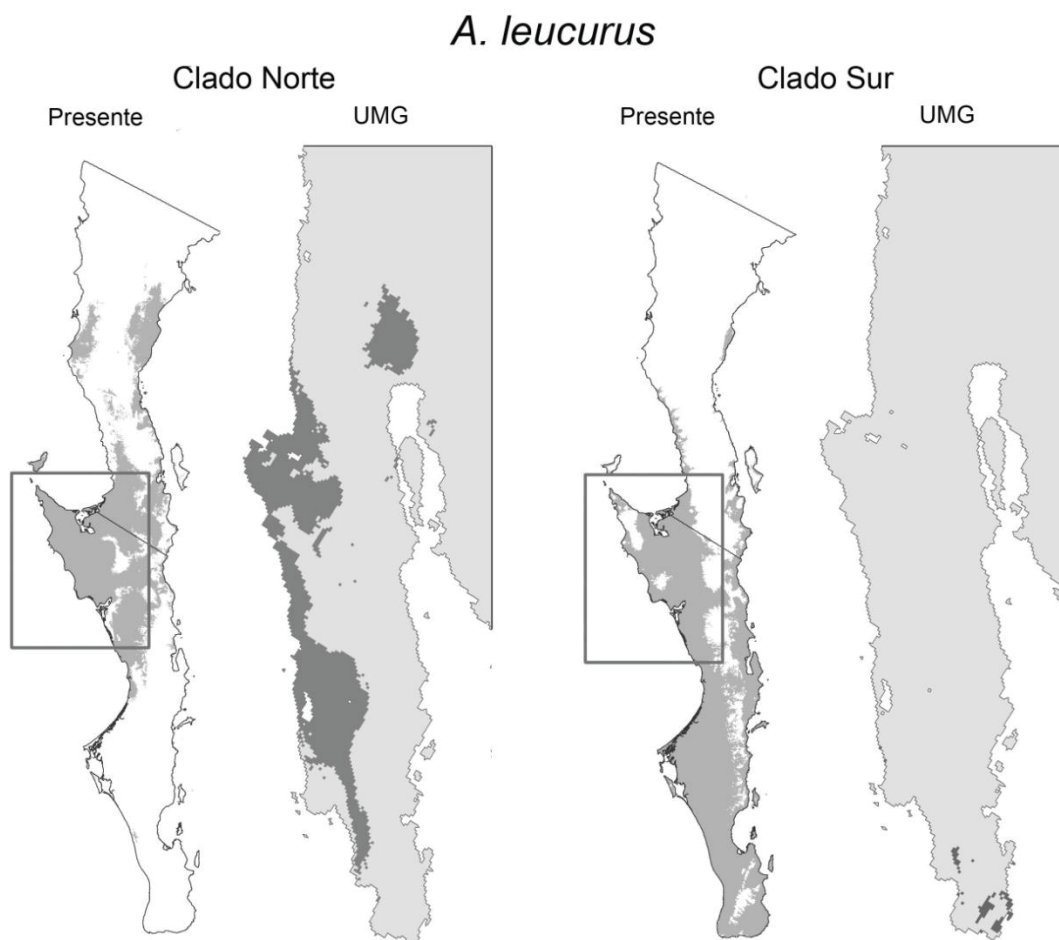 A. leucurus
Clado Norte
Clado Sur
Presente
UMG
Presente
UMG